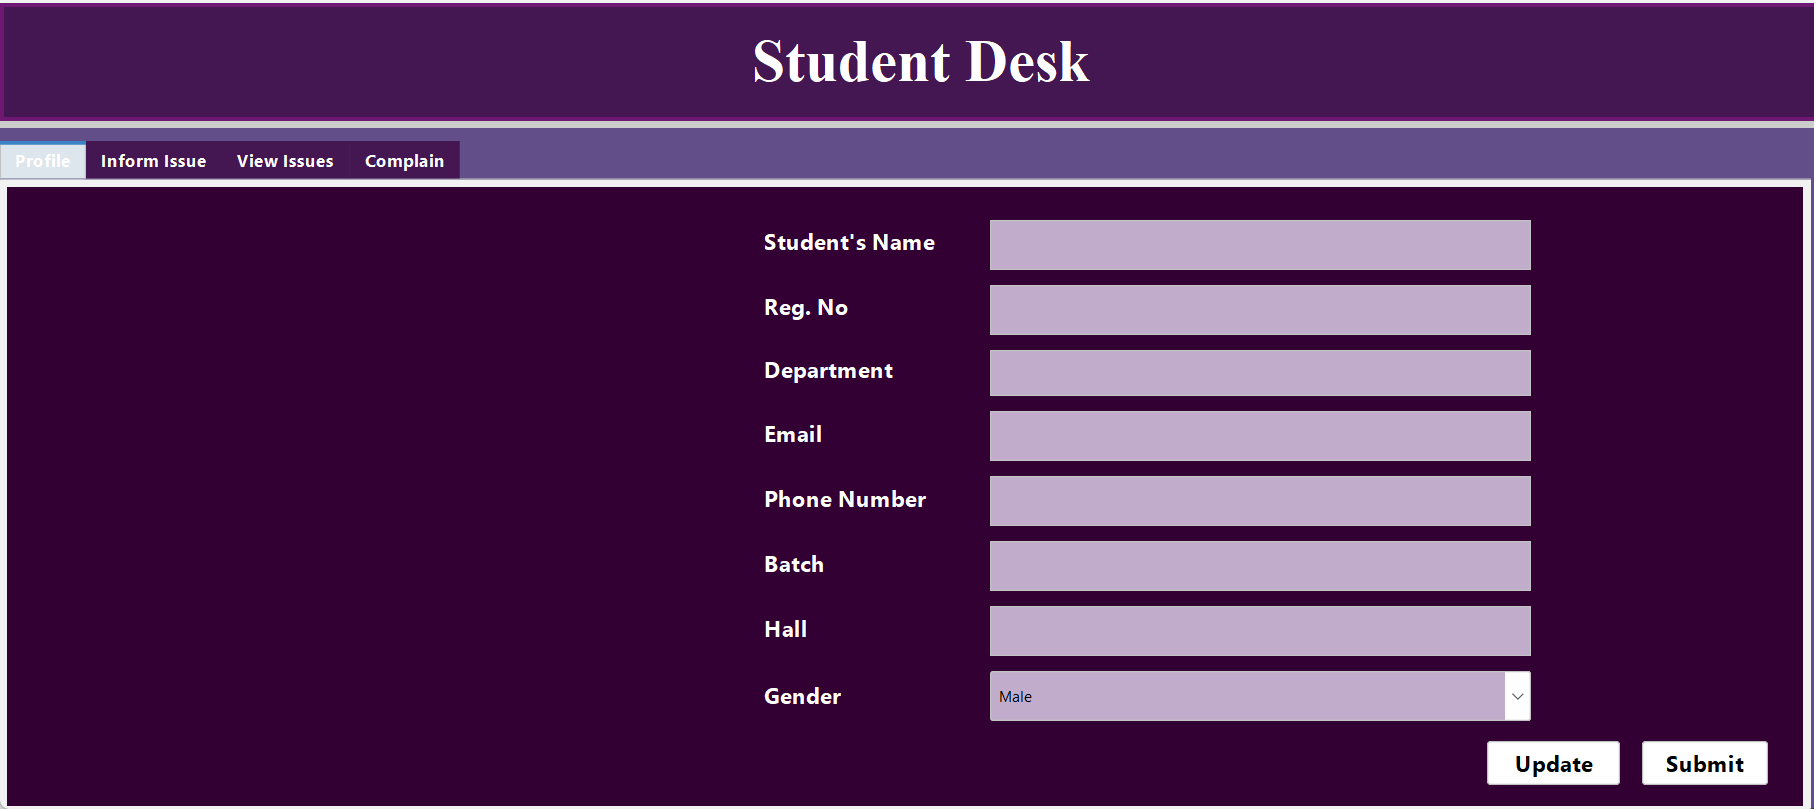 Student Desk
Profile Inform Issue View Issues Complain
Student's Name
Reg. No
Department
Email
Phone Number
Batch
Hall
Gender Male
Update Submit